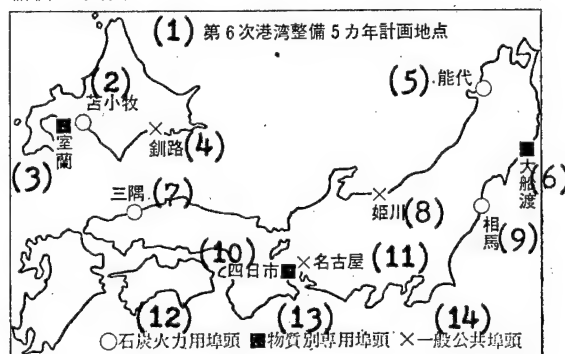 (1) 第6次港湾整備5カ年計画地点
(2)
苫小牧
(5) 能代
室蘭
(3)
釧路 (4)
大船渡
(6)
三隅 (7)
姫川
(8)
相馬
(9)
(10)
四日市
名古屋 (11)
(12) (13) (14)
○石炭火力用埠頭 ■物質別専用埠頭 ×一般公共埠頭